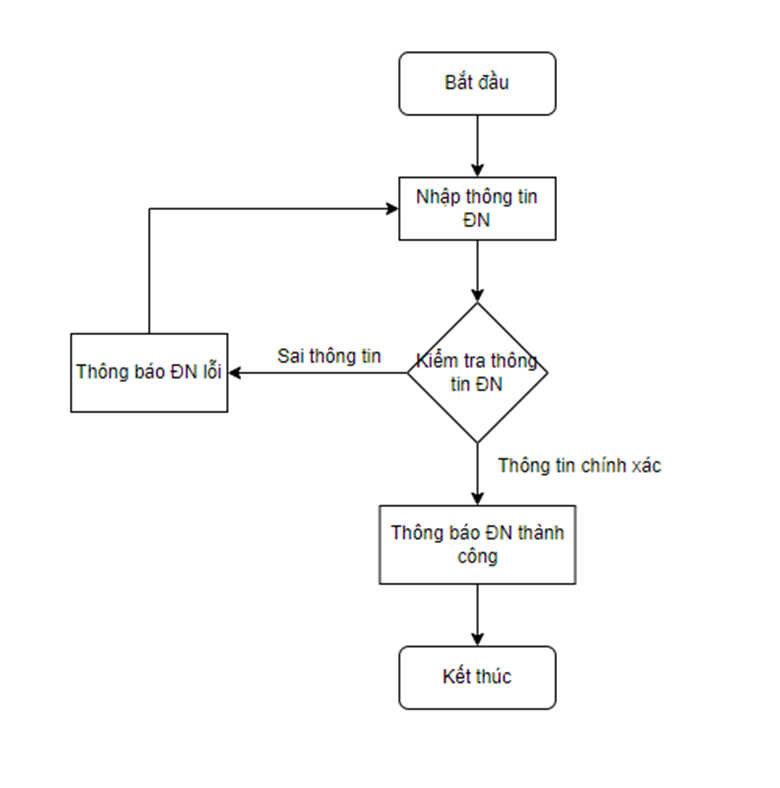 Bắt đầu
Nhập thông tin
ĐN
Kiểm tra thông
tin ĐN
Sai thông tin
Thông báo ĐN lỗi
Thông tin chính xác
Thông báo ĐN thành
công
Kết thúc